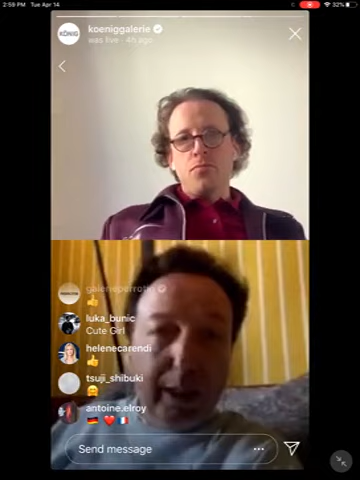 2:59 PM Tue Apr 14
32%
KÖNIG
koeniggalerie
was live · 4h ago
galerieperrotin
👍
luka_bunic
Cute Girl
helenecarendi
👍
tsuji_shibuki
🤗
antoine.elroy
🇩🇪 ❤️ 🇫🇷
Send message